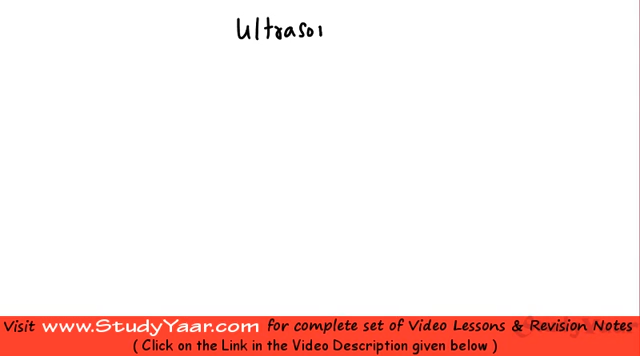 Ultraso
Visit www.StudyYaar.com for complete set of Video Lessons & Revision Notes
( Click on the Link in the Video Description given below )